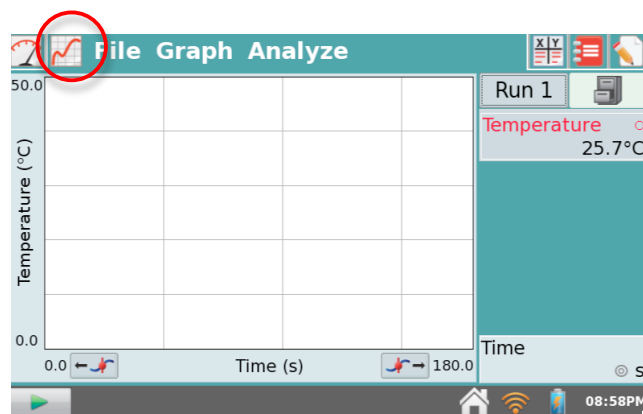 File Graph Analyze
X Y
50.0
Run 1
Temperature
25.7°C
Temperature (°C)
0.0
0.0
Time (s)
180.0
Time
s
08:58PM